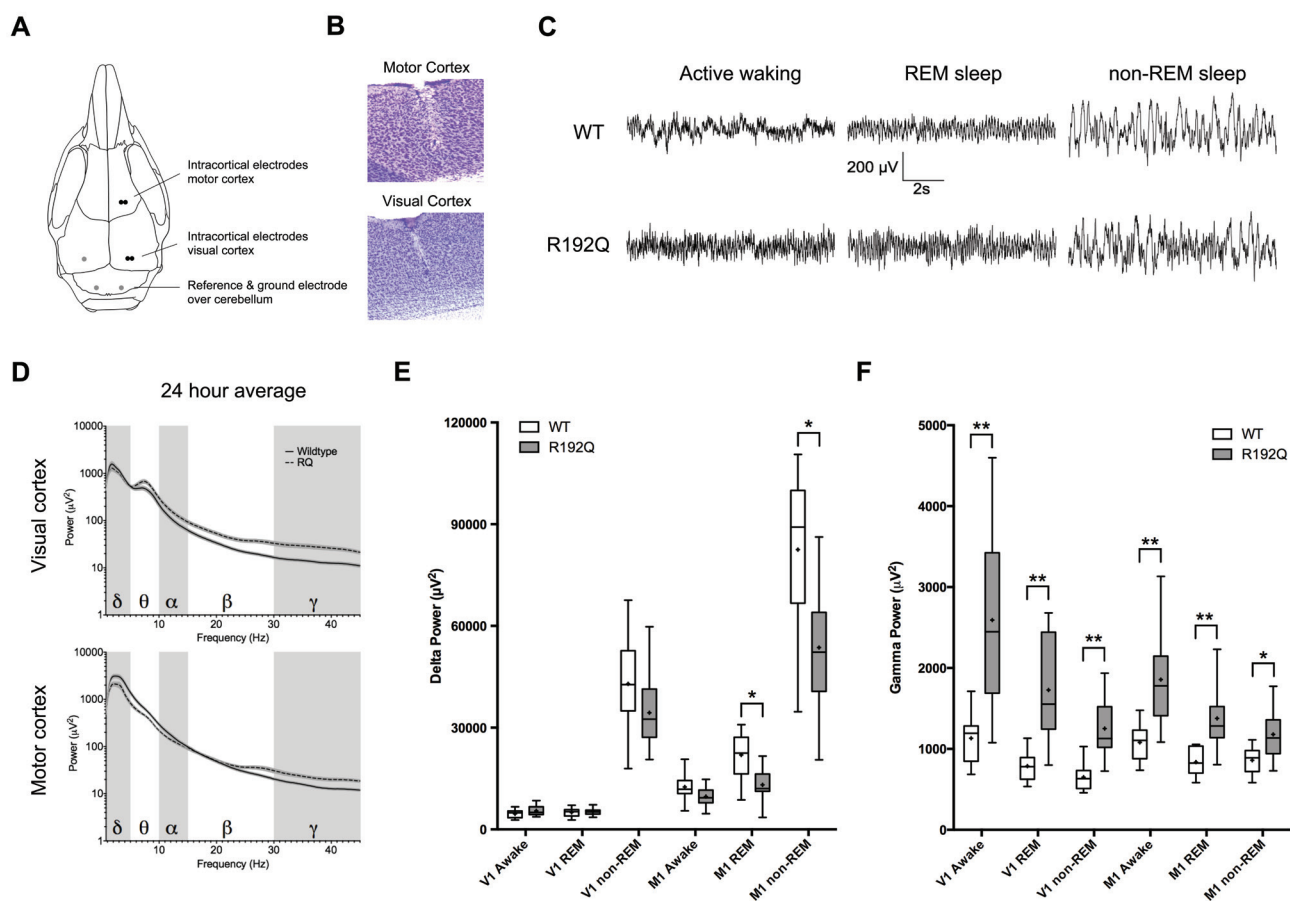 A
Intracortical electrodes
motor cortex
Intracortical electrodes
visual cortex
Reference & ground electrode
over cerebellum
B
Motor Cortex
Visual Cortex
C
Active waking
REM sleep
non-REM sleep
WT
200 µV
2s
R192Q
D
24 hour average
Visual cortex
Power (µV²)
10000
1000
100
10
1
Wildtype
RQ
δ θ α β γ
10 20 30 40
Frequency (Hz)
Motor cortex
Power (µV²)
10000
1000
100
10
1
δ θ α β γ
10 20 30 40
Frequency (Hz)
E
WT
R192Q
Delta Power (µV²)
120000
90000
60000
30000
0
*
*
V1 Awake
V1 REM
V1 non-REM
M1 Awake
M1 REM
M1 non-REM
F
WT
R192Q
Gamma Power (µV²)
5000
4000
3000
2000
1000
0
**
**
**
**
**
*
V1 Awake
V1 REM
V1 non-REM
M1 Awake
M1 REM
M1 non-REM